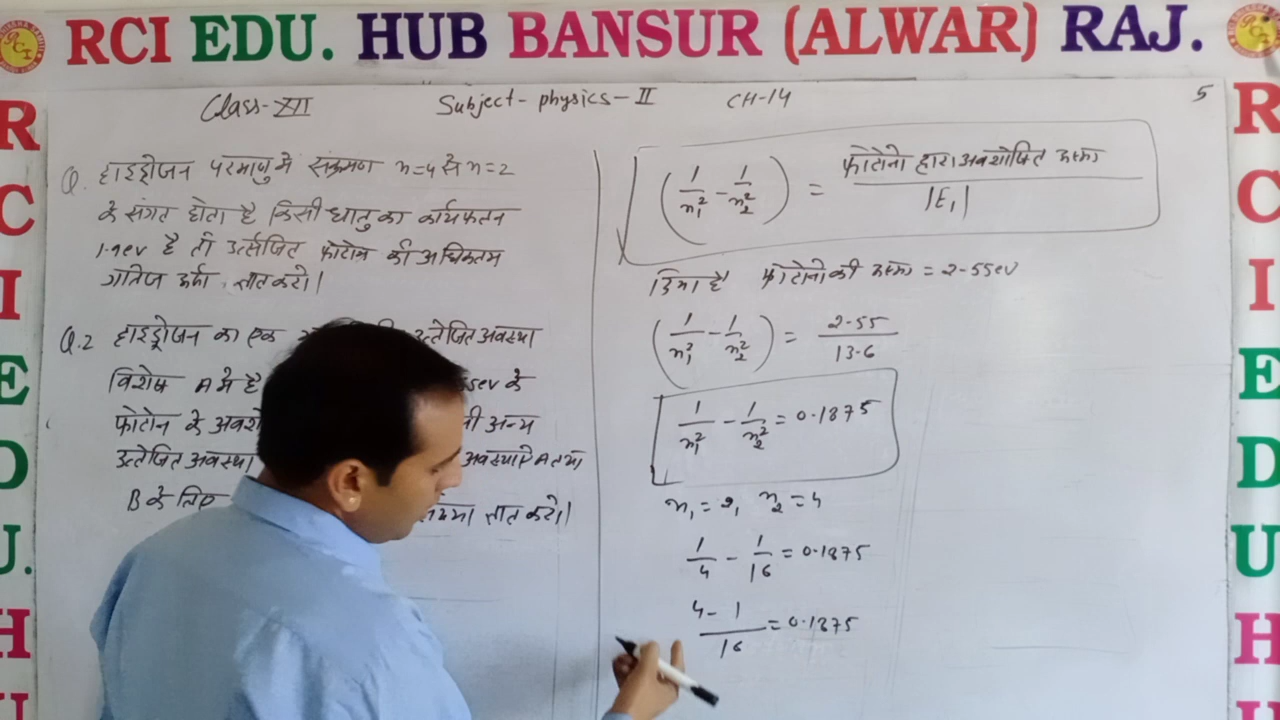 RCI EDU. HUB BANSUR (ALWAR) RAJ.
Class-XII Subject-physics-II CH-14 5
Q. हाइड्रोजन परमाणु मे संक्रमण n=4 से n=2
के संगत होता है किसी धातु का कार्यफलन
1.9ev है तो उत्सर्जित फोटोन की अधिकतम
गतिज ऊर्जा ज्ञात करो।
Q.2 हाइड्रोजन का एक उत्तेजित अवस्था
विशेष A मे है 5ev के
फोटोन के अवशो अन्य
उत्तेजित अवस्था अवस्था A तथा
B के लिए ज्ञात करो।
(1/n₁² - 1/n₂²) = फोटोनो द्वारा अवशोषित ऊर्जा / |E₁|
दिया है फोटोनो की ऊर्जा = 2.55ev
(1/n₁² - 1/n₂²) = 2.55/13.6
1/n₁² - 1/n₂² = 0.1875
n₁ = 2, n₂ = 4
1/4 - 1/16 = 0.1875
4-1/16 = 0.1875
R
C
I
E
D
U.
H
U
R
C
I
E
D
U.
H
U